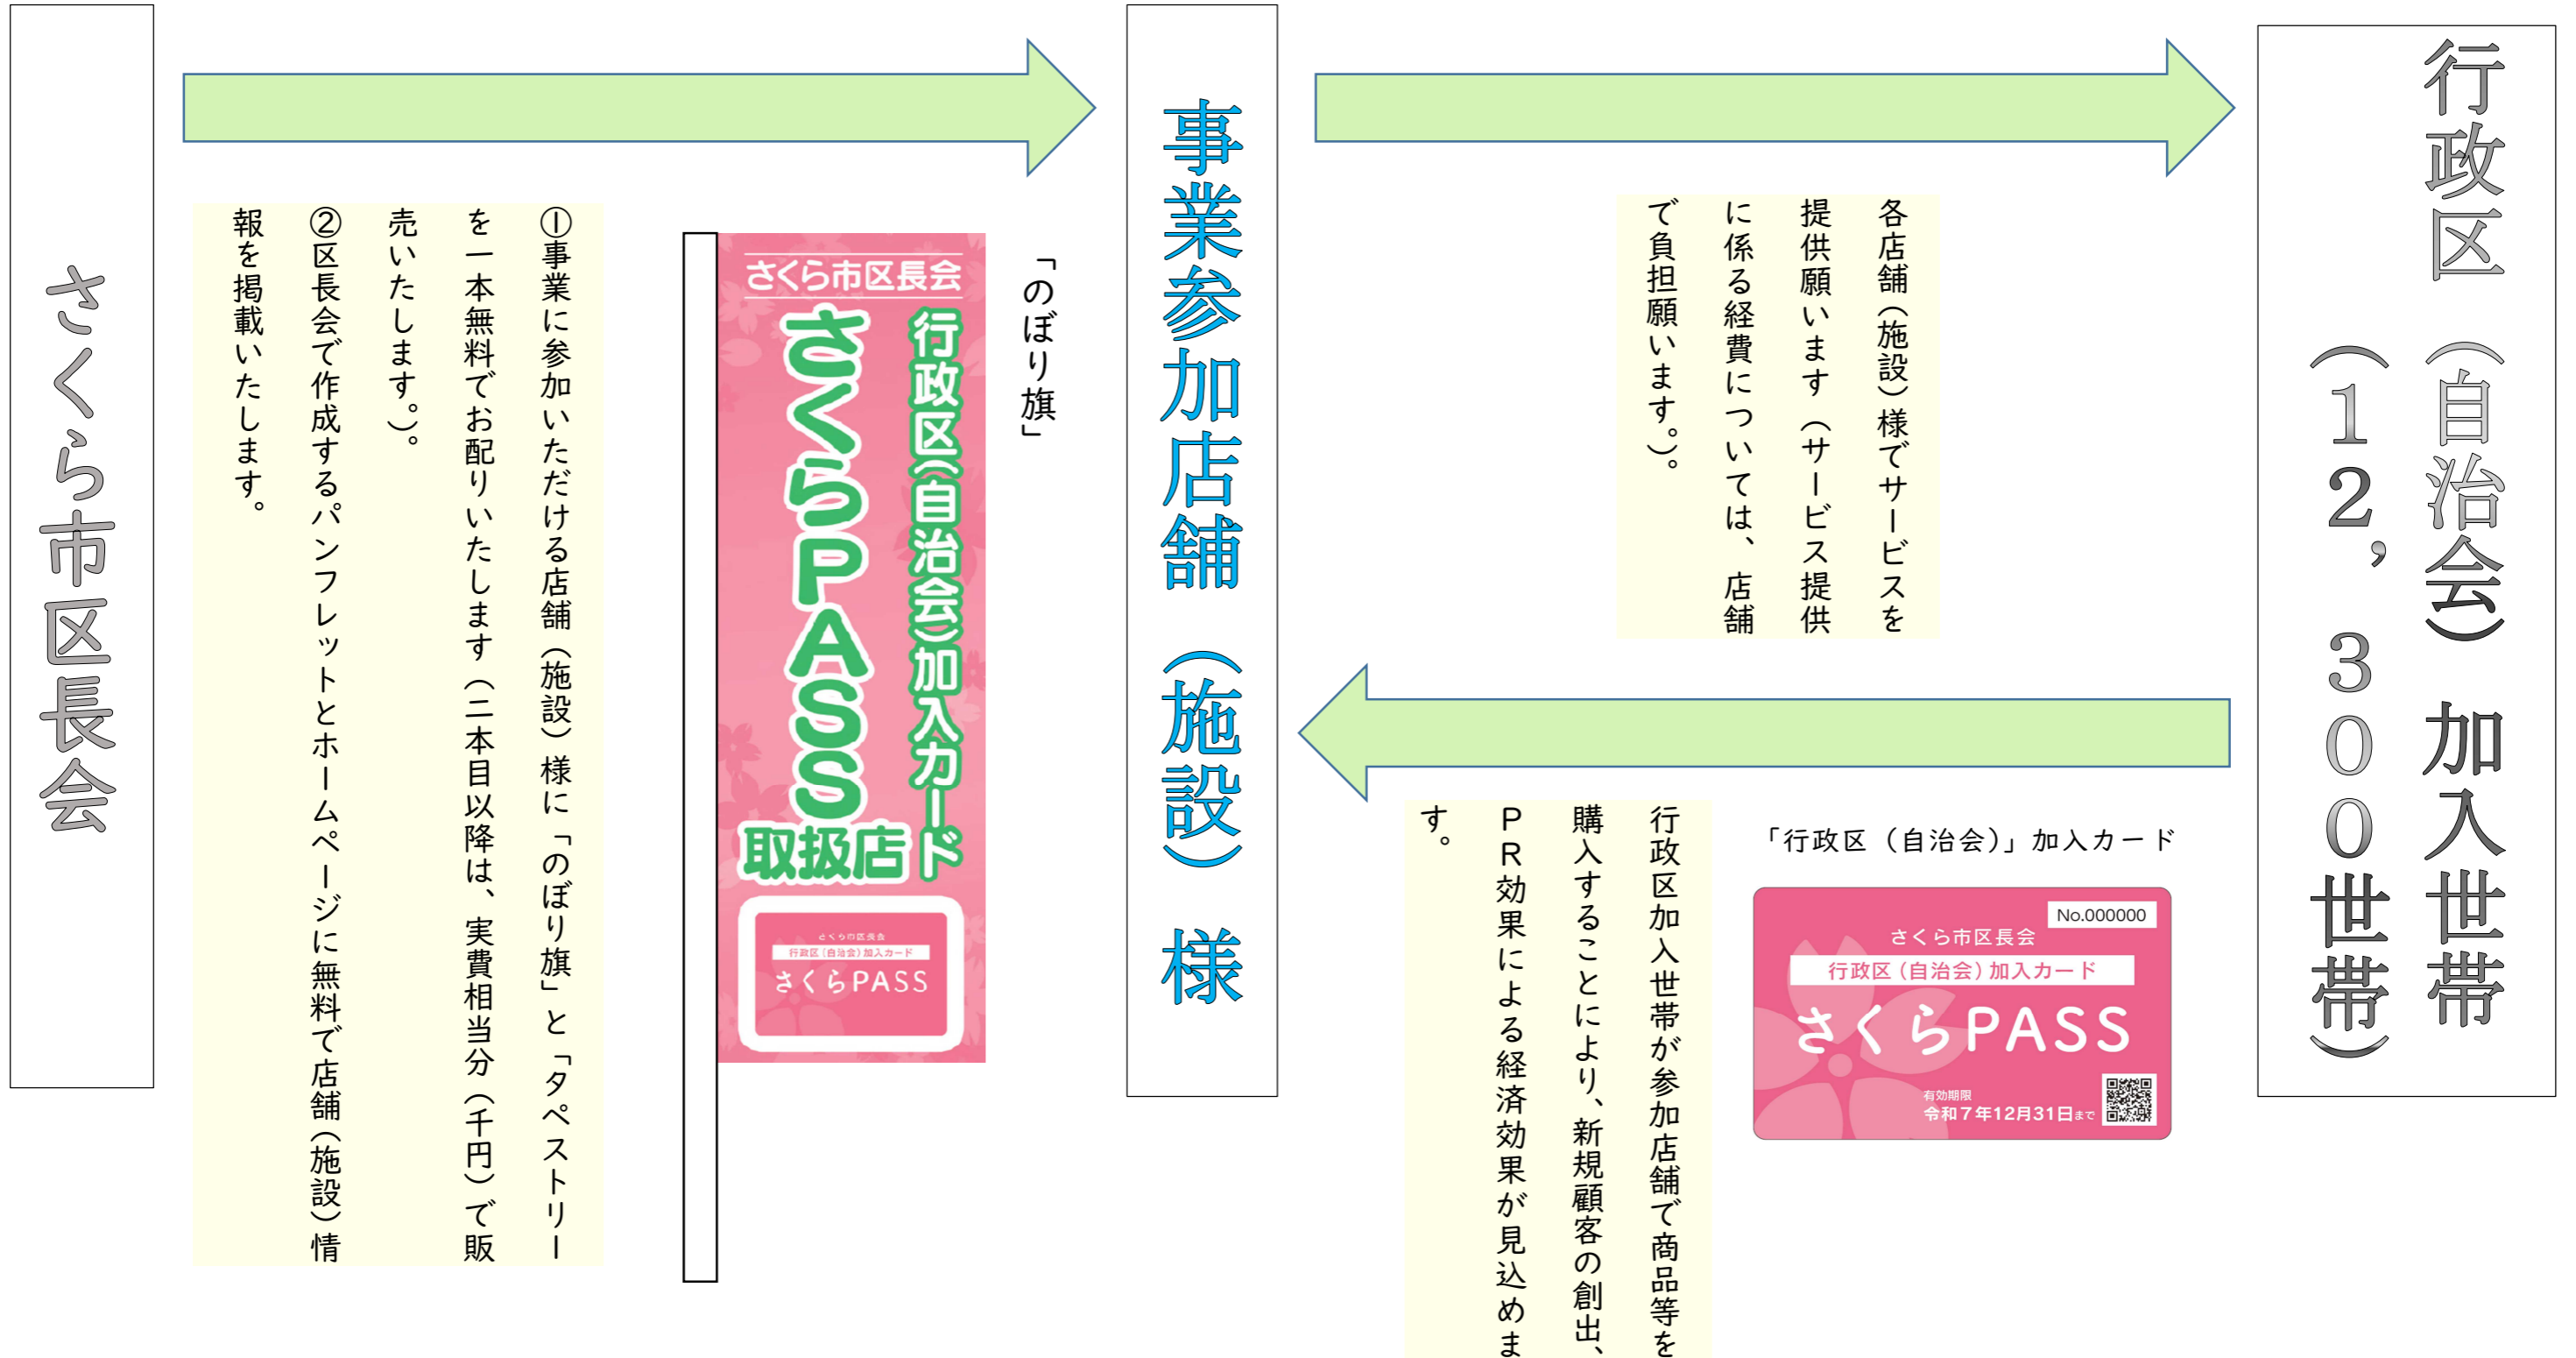 さくら市区長会
①事業に参加いただける店舗（施設）様に「のぼり旗」と「タペストリー
を一本無料でお配りいたします（二本目以降は、実費相当分（千円）で販
売いたします。）。
②区長会で作成するパンフレットとホームページに無料で店舗（施設）情
報を掲載いたします。
「のぼり旗」
さくら市区長会
行政区（自治会）加入カード
さくらPASS
取扱店
さくら市区長会
行政区（自治会）加入カード
さくらPASS
事業参加店舗（施設）様
各店舗（施設）様でサービスを
提供願います（サービス提供
に係る経費については、店舗
で負担願います。）。
行政区加入世帯が参加店舗で商品等を
購入することにより、新規顧客の創出、
ＰＲ効果による経済効果が見込めま
す。
「行政区（自治会）」加入カード
No.000000
さくら市区長会
行政区（自治会）加入カード
さくらPASS
有効期限
令和7年12月31日まで
行政区（自治会）加入世帯
（１２，３００世帯）